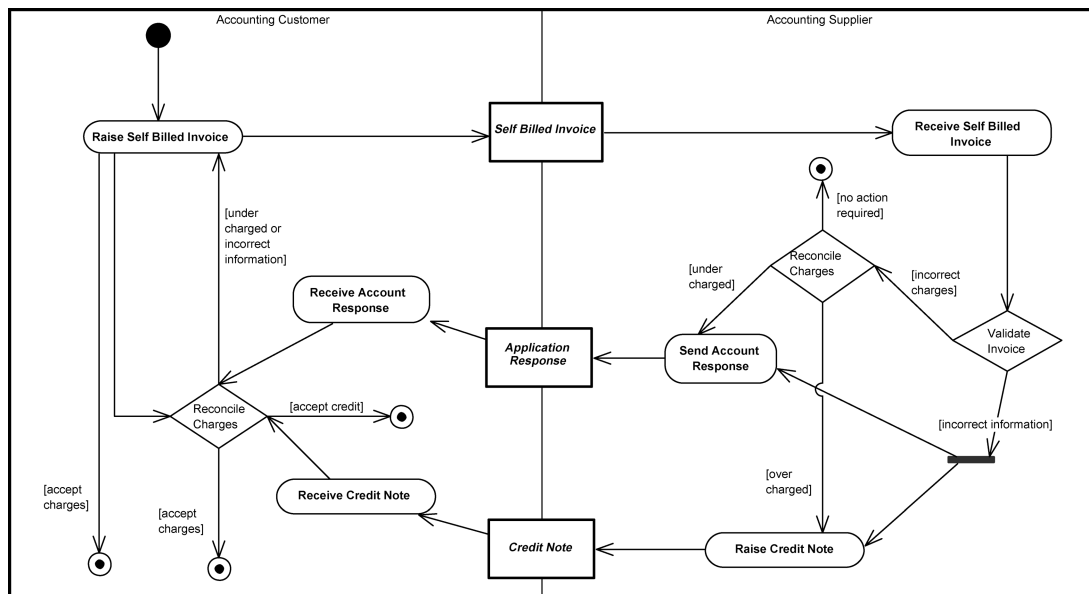 Accounting Customer
Accounting Supplier
Raise Self Billed Invoice
Self Billed Invoice
Receive Self Billed
Invoice
[no action
required]
[under
charged or
incorrect
information]
Reconcile
Charges
[under
charged]
[incorrect
charges]
Receive Account
Response
Application
Response
Send Account
Response
Validate
Invoice
Reconcile
Charges
[accept credit]
[incorrect information]
[over
charged]
[accept
charges]
[accept
charges]
Receive Credit Note
Credit Note
Raise Credit Note